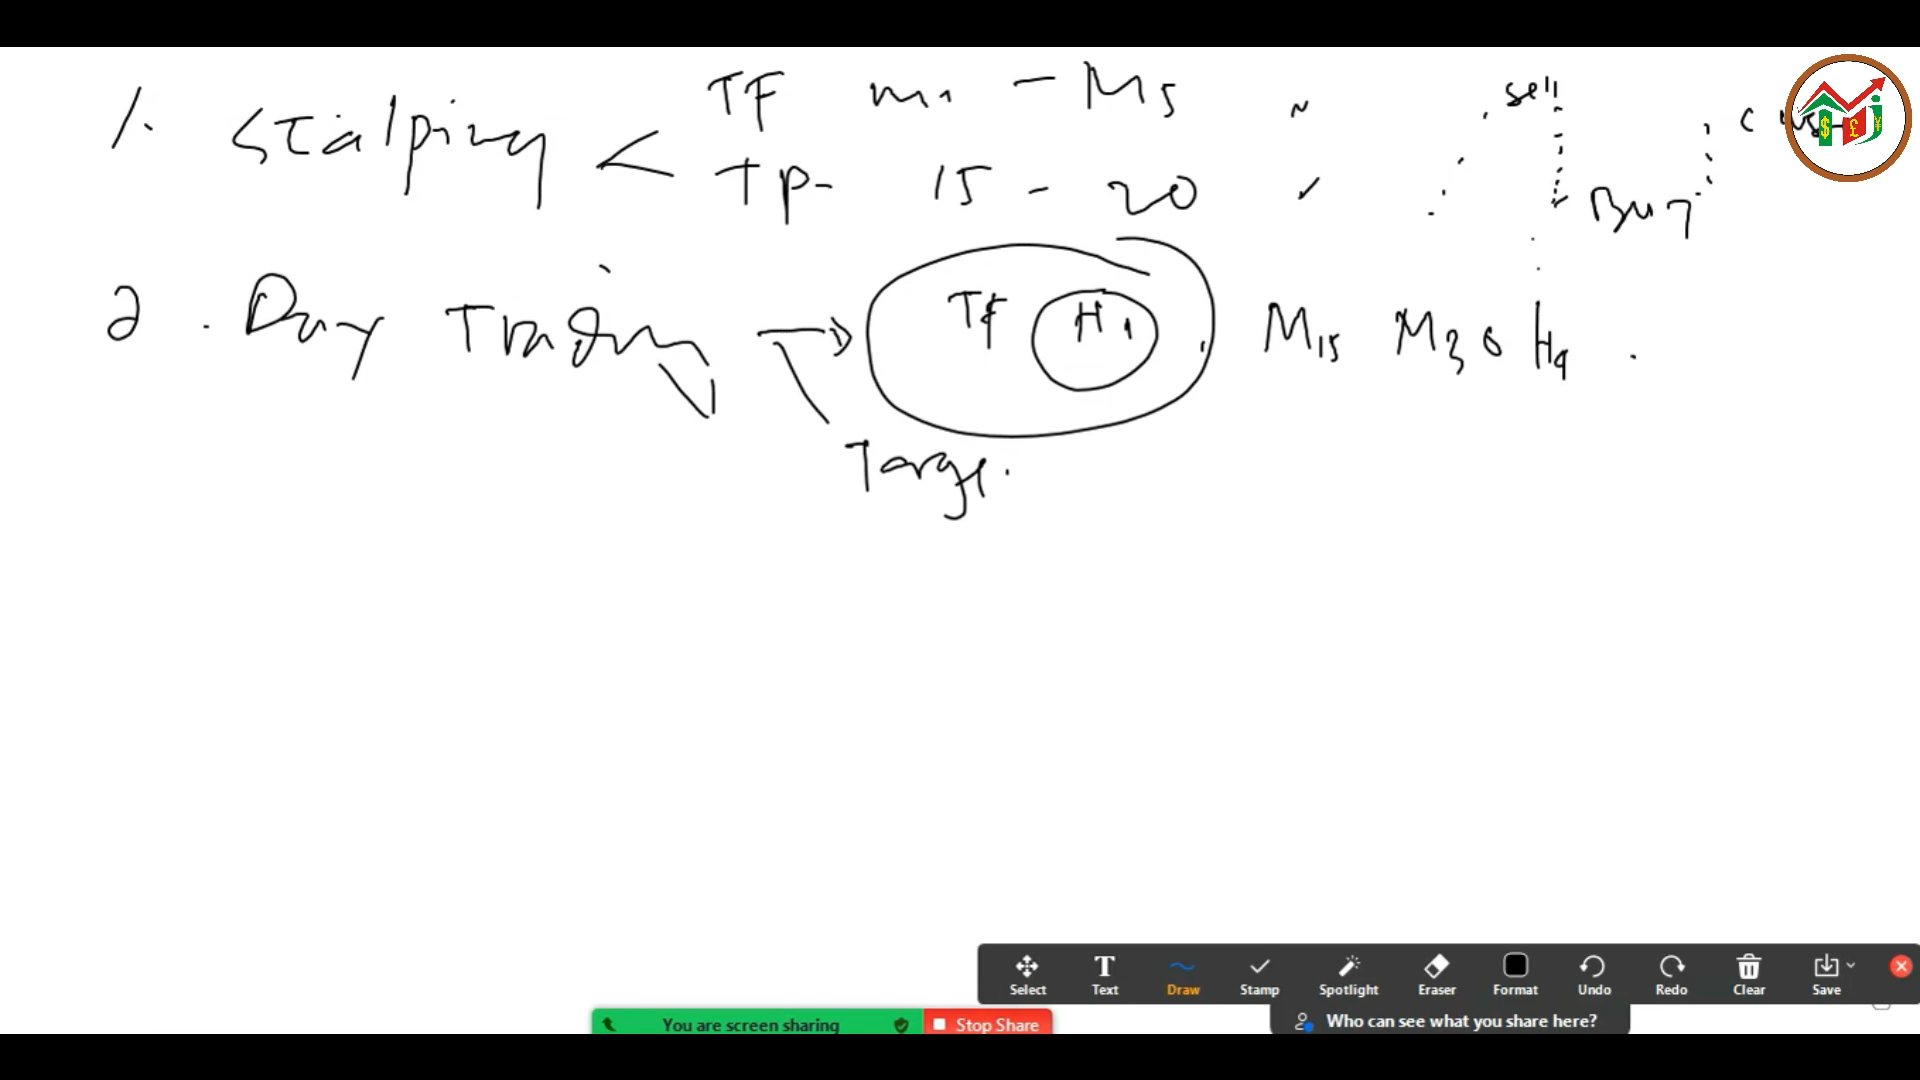 1. Scalping < TF M1 - M5 sell
TP - 15 - 20 Buy
2. Day Trading → TF H1, M15 M30 H4.
Targe.
Select Text Draw Stamp Spotlight Eraser Format Undo Redo Clear Save
You are screen sharing Stop Share Who can see what you share here?